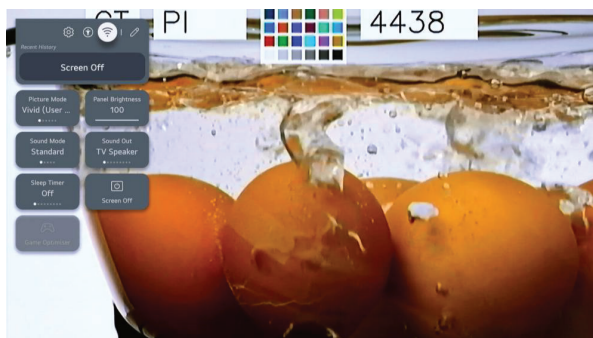 PI
4438
Recent History
Screen Off
Picture Mode
Vivid (User ...
Panel Brightness
100
Sound Mode
Standard
Sound Out
TV Speaker
Sleep Timer
Off
Screen Off
Game Optimizer